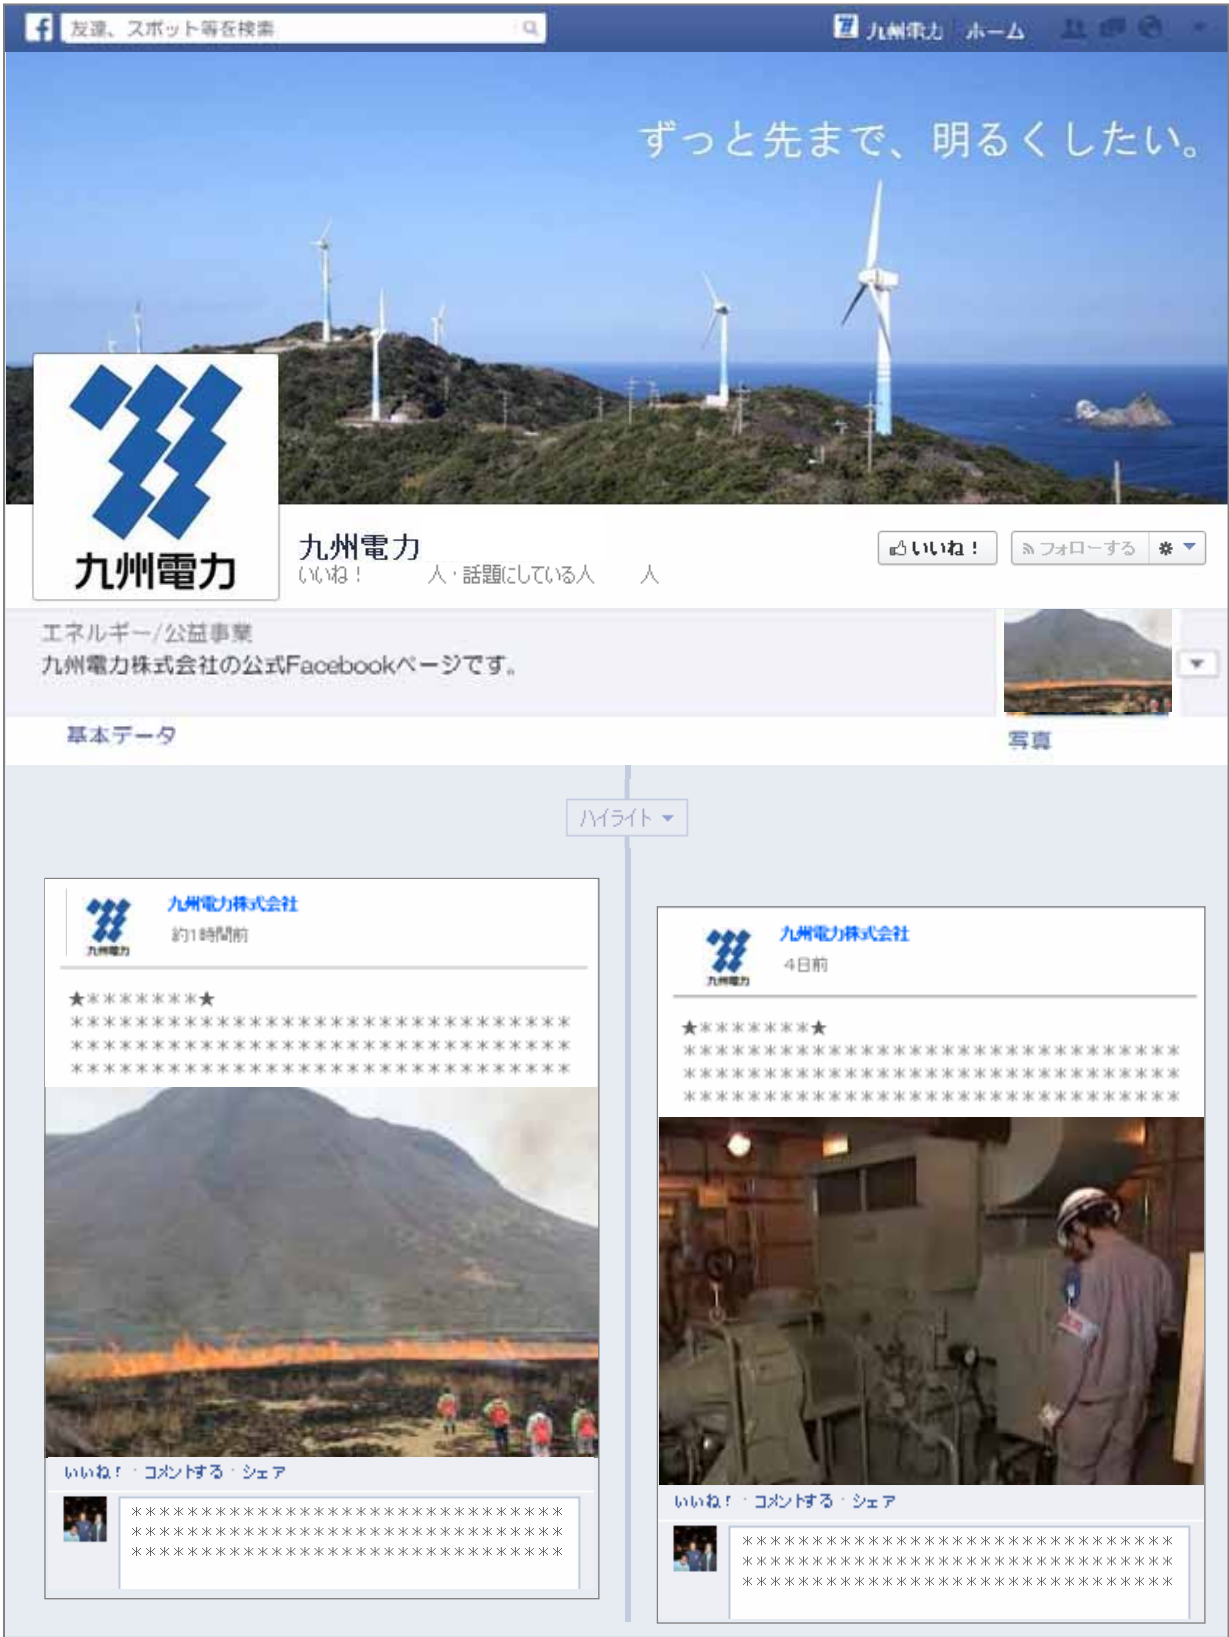 友達、スポット等を検索
九州電力 ホーム
ずっと先まで、明るくしたい。
九州電力
九州電力
いいね！ 人・話題にしている人 人
いいね！
フォローする
エネルギー/公益事業
九州電力株式会社の公式Facebookページです。
基本データ
写真
ハイライト
九州電力株式会社
約1時間前
九州電力
★*******★
*******************************
*******************************
*******************************
いいね！ · コメントする · シェア
*******************************
*******************************
*******************************
九州電力株式会社
4日前
九州電力
★*******★
*******************************
*******************************
*******************************
いいね！ · コメントする · シェア
*******************************
*******************************
*******************************